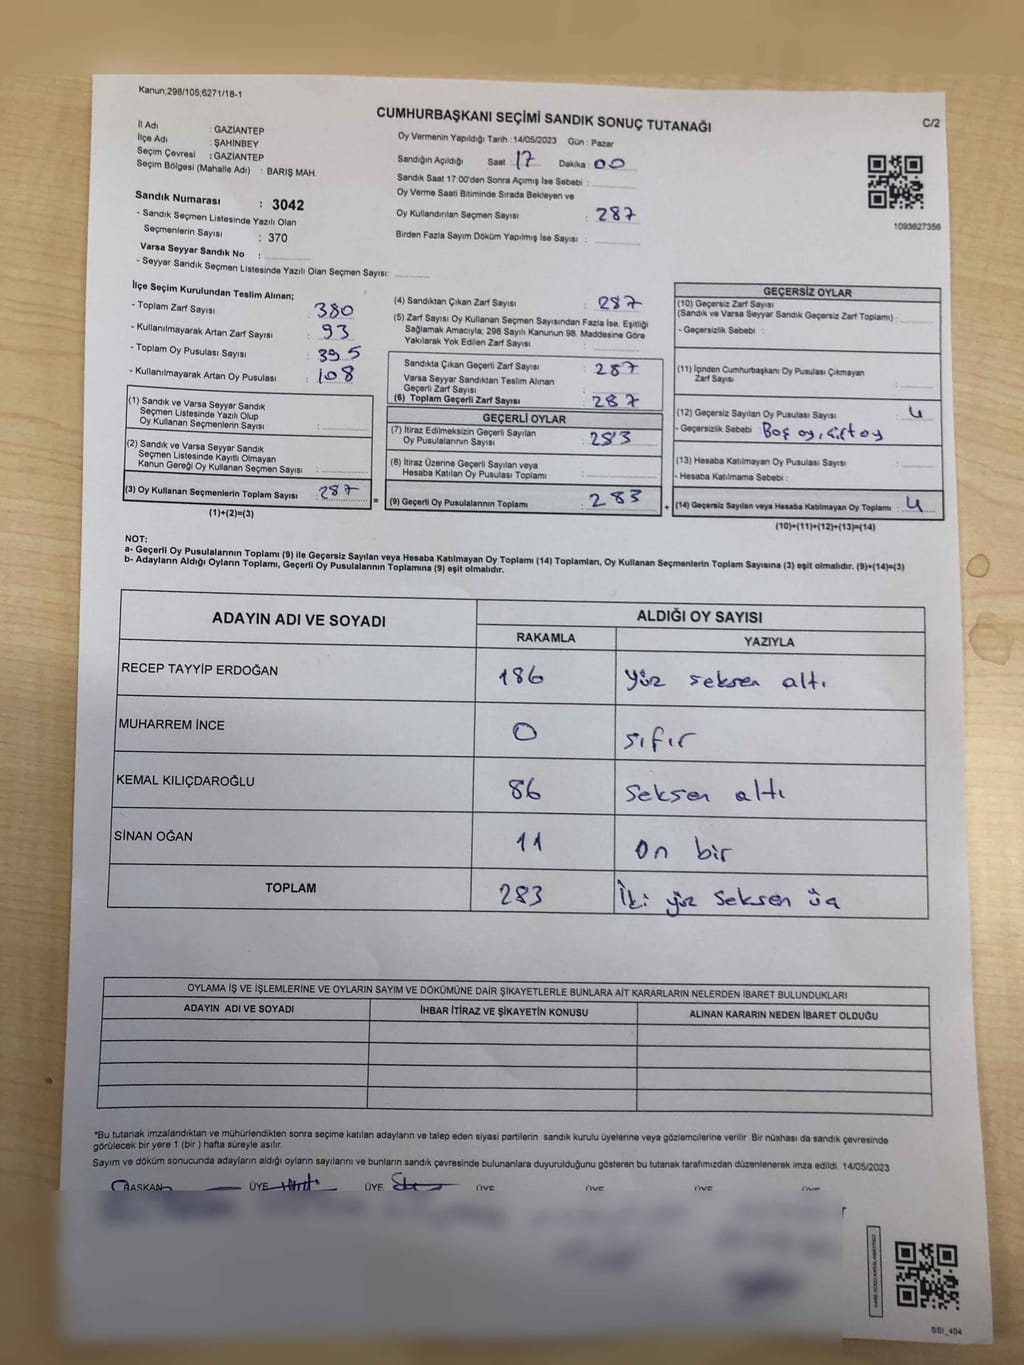 Kanun;298/105;6271/18-1
CUMHURBAŞKANI SEÇİMİ SANDIK SONUÇ TUTANAĞI
C/2
İl Adı : GAZİANTEP
İlçe Adı : ŞAHİNBEY
Seçim Çevresi : GAZİANTEP
Seçim Bölgesi (Mahalle Adı) : BARIŞ MAH.
Sandık Numarası : 3042
- Sandık Seçmen Listesinde Yazılı Olan
Seçmenlerin Sayısı : 370
Varsa Seyyar Sandık No :
- Seyyar Sandık Seçmen Listesinde Yazılı Olan Seçmen Sayısı:
Oy Vermenin Yapıldığı Tarih :14/05/2023 Gün : Pazar
Sandığın Açıldığı Saat 17 Dakika 00
Sandık Saat 17:00'den Sonra Açılmış İse Sebebi :
Oy Verme Saati Bitiminde Sırada Bekleyen ve
Oy Kullandırılan Seçmen Sayısı : 287
Birden Fazla Sayım Döküm Yapılmış İse Sayısı :
1093627356
İlçe Seçim Kurulundan Teslim Alınan;
- Toplam Zarf Sayısı : 380
- Kullanılmayarak Artan Zarf Sayısı : 93
- Toplam Oy Pusulası Sayısı : 395
- Kullanılmayarak Artan Oy Pusulası : 108
(1) Sandık ve Varsa Seyyar Sandık
Seçmen Listesinde Yazılı Olup
Oy Kullanan Seçmenlerin Sayısı :
(2) Sandık ve Varsa Seyyar Sandık
Seçmen Listesinde Kayıtlı Olmayan
Kanun Gereği Oy Kullanan Seçmen Sayısı :
(3) Oy Kullanan Seçmenlerin Toplam Sayısı : 287
(1)+(2)=(3)
=
(4) Sandıktan Çıkan Zarf Sayısı : 287
(5) Zarf Sayısı Oy Kullanan Seçmen Sayısından Fazla İse, Eşitliği
Sağlamak Amacıyla; 298 Sayılı Kanunun 98. Maddesine Göre
Yakılarak Yok Edilen Zarf Sayısı :
Sandıkta Çıkan Geçerli Zarf Sayısı : 287
Varsa Seyyar Sandıktan Teslim Alınan
Geçerli Zarf Sayısı :
(6) Toplam Geçerli Zarf Sayısı : 287
GEÇERLİ OYLAR
(7) İtiraz Edilmeksizin Geçerli Sayılan
Oy Pusulalarının Sayısı : 283
(8) İtiraz Üzerine Geçerli Sayılan veya
Hesaba Katılan Oy Pusulası Toplamı :
(9) Geçerli Oy Pusulalarının Toplamı : 283
+
GEÇERSİZ OYLAR
(10) Geçersiz Zarf Sayısı
(Sandık ve Varsa Seyyar Sandık Geçersiz Zarf Toplamı) :
- Geçersizlik Sebebi :
(11) İçinden Cumhurbaşkanı Oy Pusulası Çıkmayan
Zarf Sayısı :
(12) Geçersiz Sayılan Oy Pusulası Sayısı : 4
- Geçersizlik Sebebi : Boş oy, çift oy
(13) Hesaba Katılmayan Oy Pusulası Sayısı :
- Hesaba Katılmama Sebebi :
(14) Geçersiz Sayılan veya Hesaba Katılmayan Oy Toplamı : 4
(10)+(11)+(12)+(13)=(14)
NOT:
a- Geçerli Oy Pusulalarının Toplamı (9) ile Geçersiz Sayılan veya Hesaba Katılmayan Oy Toplamı (14) Toplamları, Oy Kullanan Seçmenlerin Toplam Sayısına (3) eşit olmalıdır. (9)+(14)=(3)
b- Adayların Aldığı Oyların Toplamı, Geçerli Oy Pusulalarının Toplamına (9) eşit olmalıdır.
ADAYIN ADI VE SOYADI
ALDIĞI OY SAYISI
RAKAMLA YAZIYLA
RECEP TAYYİP ERDOĞAN 186 yüz seksen altı
MUHARREM İNCE 0 sıfır
KEMAL KILIÇDAROĞLU 86 seksen altı
SİNAN OĞAN 11 on bir
TOPLAM 283 İki yüz seksen üç
OYLAMA İŞ VE İŞLEMLERİNE VE OYLARIN SAYIM VE DÖKÜMÜNE DAİR ŞİKAYETLERLE BUNLARA AİT KARARLARIN NELERDEN İBARET BULUNDUKLARI
ADAYIN ADI VE SOYADI İHBAR İTİRAZ VE ŞİKAYETİN KONUSU ALINAN KARARIN NEDEN İBARET OLDUĞU
*Bu tutanak imzalandıktan ve mühürlendikten sonra seçime katılan adayların ve talep eden siyasi partilerin sandık kurulu üyelerine veya gözlemcilerine verilir. Bir nüshası da sandık çevresinde
görülecek bir yere 1 (bir ) hafta süreyle asılır.
Sayım ve döküm sonucunda adayların aldığı oyların sayılarını ve bunların sandık çevresinde bulunanlara duyurulduğunu gösteren bu tutanak tarafımızdan düzenlenerek imza edildi. 14/05/2023
BAŞKAN ÜYE ÜYE ÜYE ÜYE ÜYE ÜYE
SSI_404